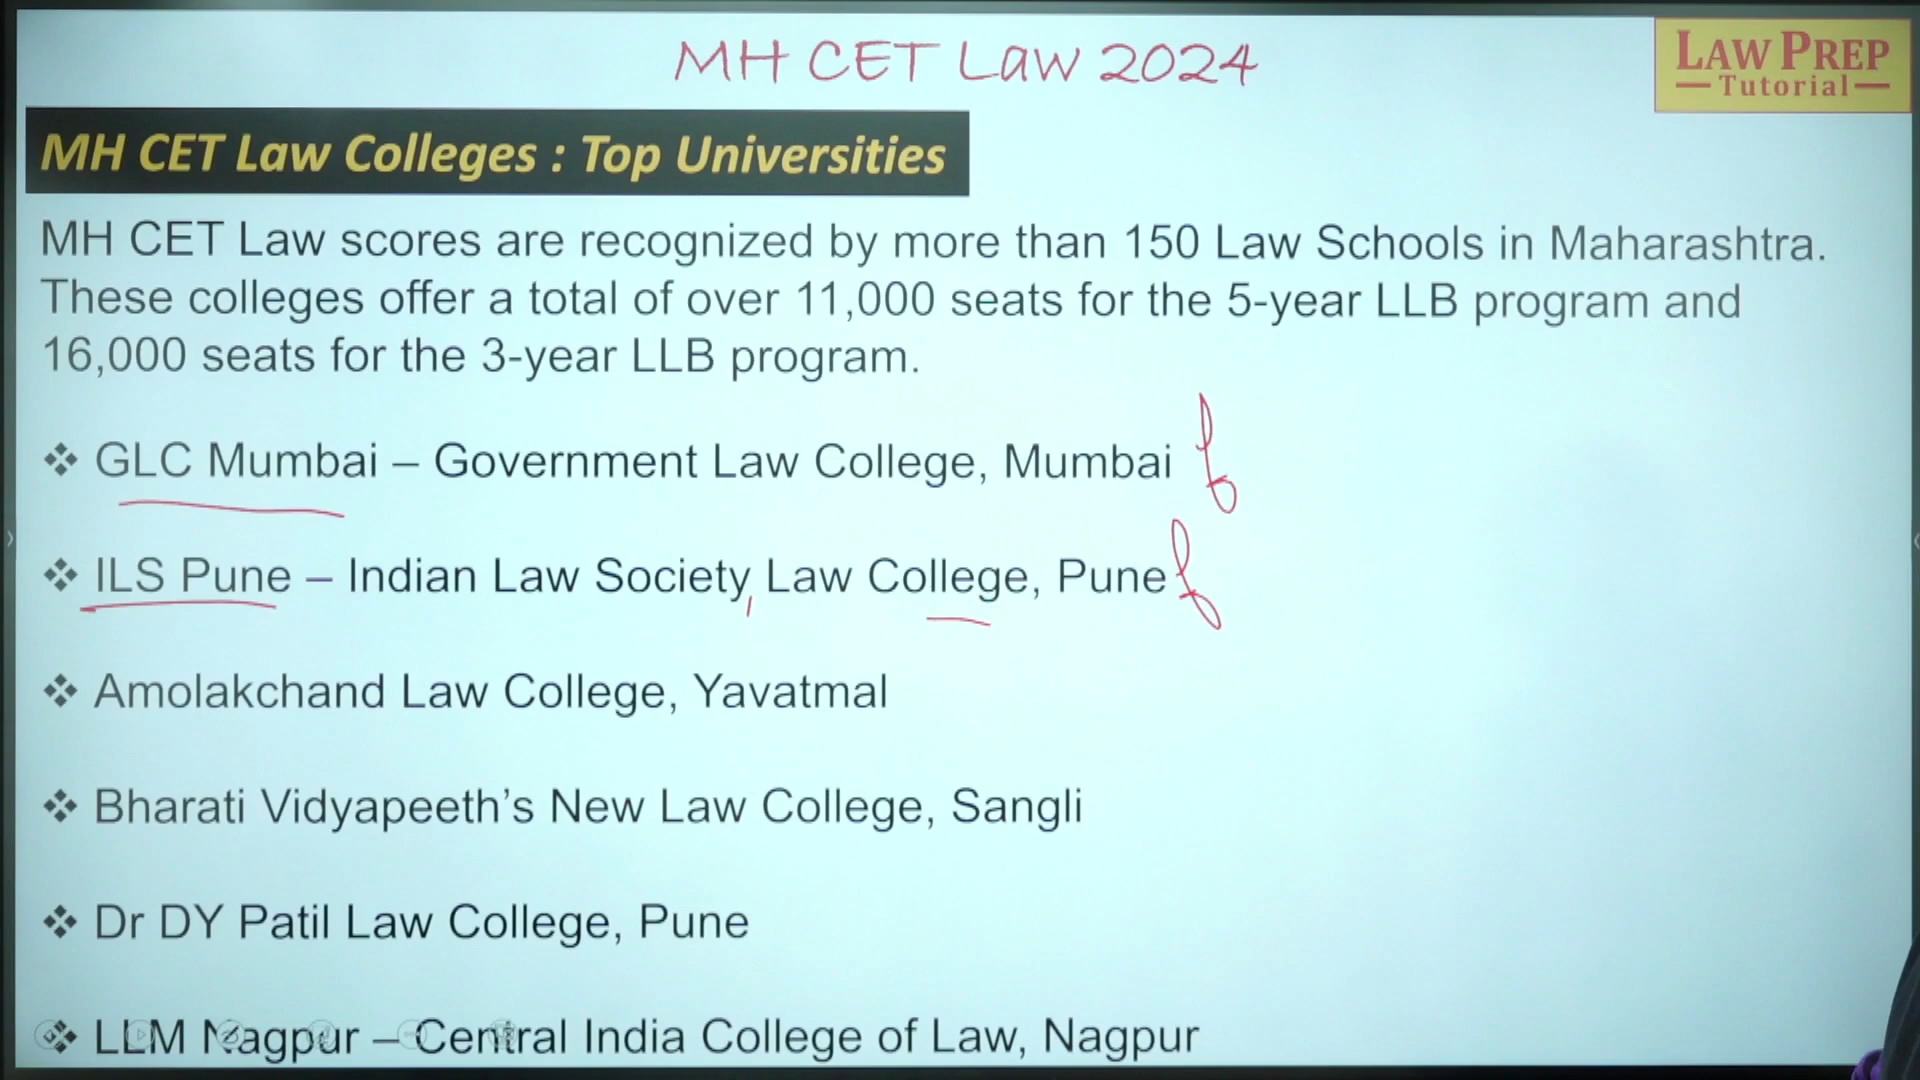 MH CET Law 2024
LAW PREP
Tutorial
MH CET Law Colleges : Top Universities
MH CET Law scores are recognized by more than 150 Law Schools in Maharashtra.
These colleges offer a total of over 11,000 seats for the 5-year LLB program and
16,000 seats for the 3-year LLB program.
❖ GLC Mumbai – Government Law College, Mumbai
❖ ILS Pune – Indian Law Society, Law College, Pune
❖ Amolakchand Law College, Yavatmal
❖ Bharati Vidyapeeth’s New Law College, Sangli
❖ Dr DY Patil Law College, Pune
❖ LLM Nagpur – Central India College of Law, Nagpur